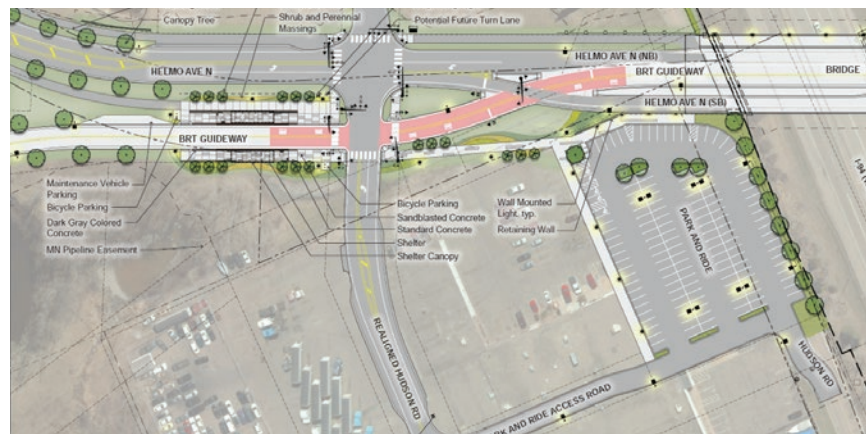 Canopy Tree
Shrub and Perennial
Massings
Potential Future Turn Lane
HELMO AVE N
HELMO AVE N (NB)
BRT GUIDEWAY
BRIDGE
HELMO AVE N (SB)
BRT GUIDEWAY
Maintenance Vehicle
Parking
Bicycle Parking
Dark Gray Colored
Concrete
MN Pipeline Easement
Bicycle Parking
Sandblasted Concrete
Standard Concrete
Shelter
Shelter Canopy
Wall Mounted
Light, typ.
Retaining Wall
PARK AND RIDE
REALIGNED HUDSON RD
PARK AND RIDE ACCESS ROAD
HUDSON RD